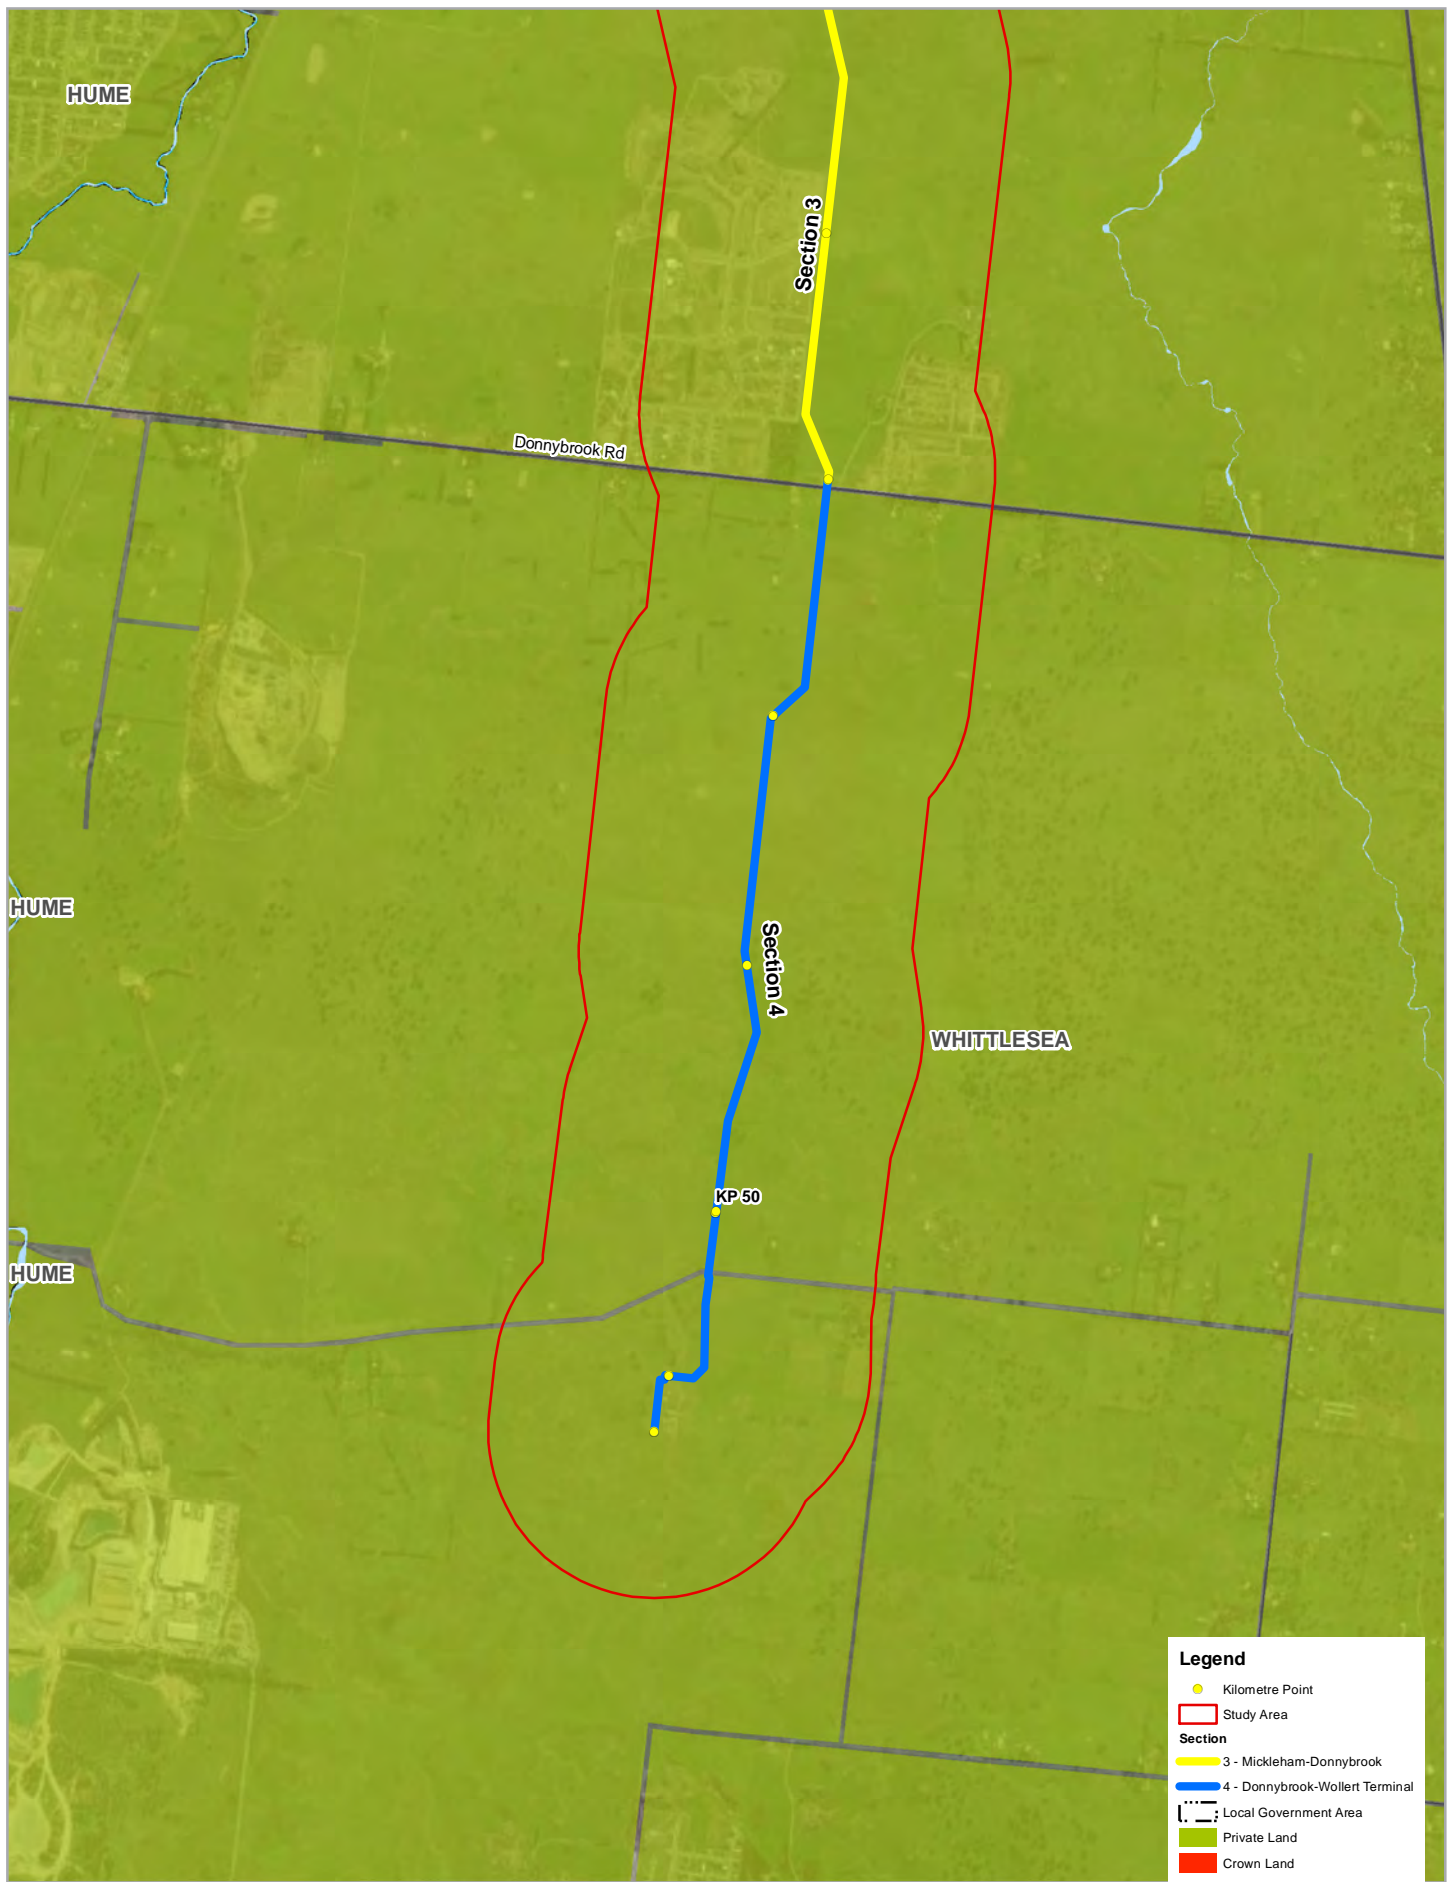 HUME
Section 3
Donnybrook Rd
HUME
Section 4
WHITTLESEA
KP 50
HUME
Legend
Kilometre Point
Study Area
Section
3 - Mickleham-Donnybrook
4 - Donnybrook-Wollert Terminal
Local Government Area
Private Land
Crown Land